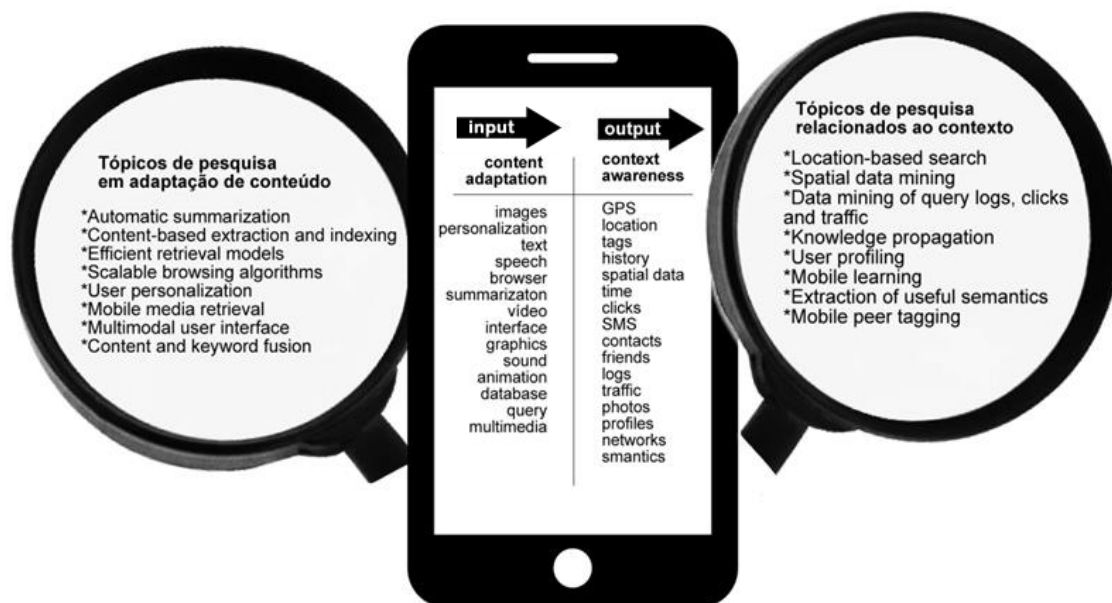 Tópicos de pesquisa
em adaptação de conteúdo
*Automatic summarization
*Content-based extraction and indexing
*Efficient retrieval models
*Scalable browsing algorithms
*User personalization
*Mobile media retrieval
*Multimodal user interface
*Content and keyword fusion
input
content
adaptation
images
personalization
text
speech
browser
summarizaton
vídeo
interface
graphics
sound
animation
database
query
multimedia
output
context
awareness
GPS
location
tags
history
spatial data
time
clicks
SMS
contacts
friends
logs
traffic
photos
profiles
networks
smantics
Tópicos de pesquisa
relacionados ao contexto
*Location-based search
*Spatial data mining
*Data mining of query logs, clicks
and traffic
*Knowledge propagation
*User profiling
*Mobile learning
*Extraction of useful semantics
*Mobile peer tagging